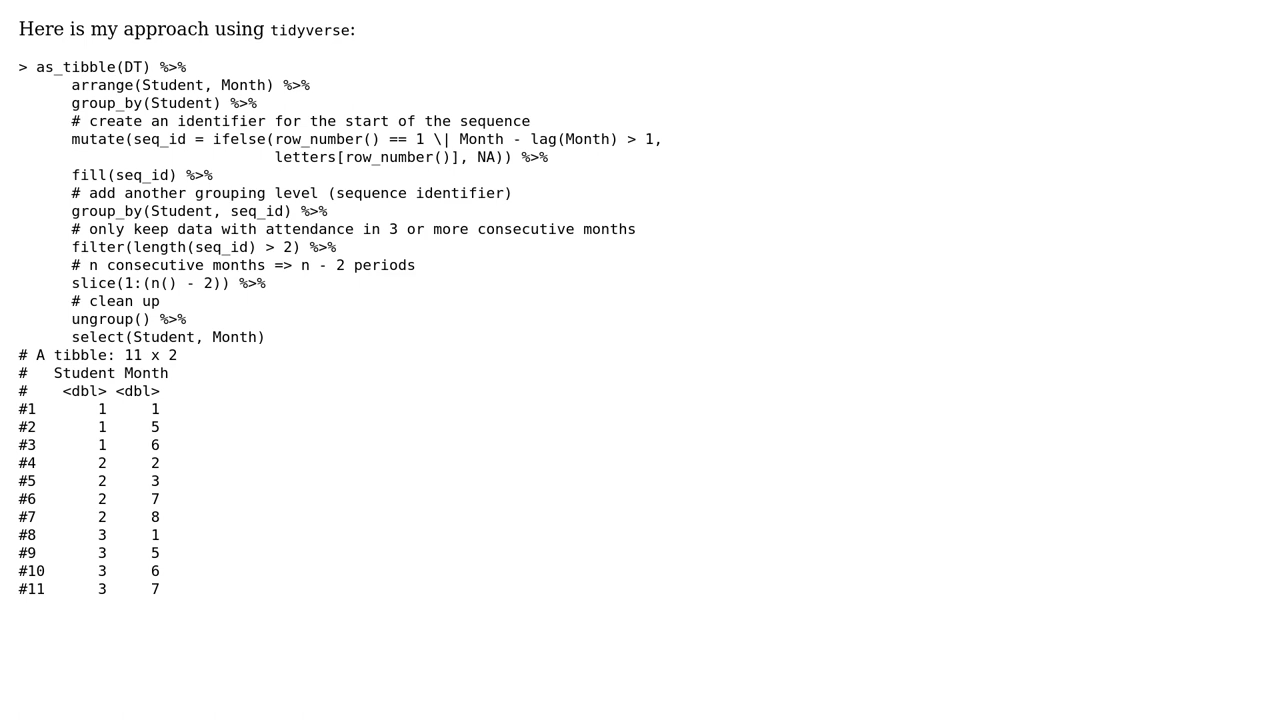 Here is my approach using tidyverse:
> as_tibble(DT) %>%
      arrange(Student, Month) %>%
      group_by(Student) %>%
      # create an identifier for the start of the sequence
      mutate(seq_id = ifelse(row_number() == 1 \| Month - lag(Month) > 1,
                             letters[row_number()], NA)) %>%
      fill(seq_id) %>%
      # add another grouping level (sequence identifier)
      group_by(Student, seq_id) %>%
      # only keep data with attendance in 3 or more consecutive months
      filter(length(seq_id) > 2) %>%
      # n consecutive months => n - 2 periods
      slice(1:(n() - 2)) %>%
      # clean up
      ungroup() %>%
      select(Student, Month)
# A tibble: 11 x 2
#   Student Month
#    <dbl> <dbl>
#1       1     1
#2       1     5
#3       1     6
#4       2     2
#5       2     3
#6       2     7
#7       2     8
#8       3     1
#9       3     5
#10      3     6
#11      3     7